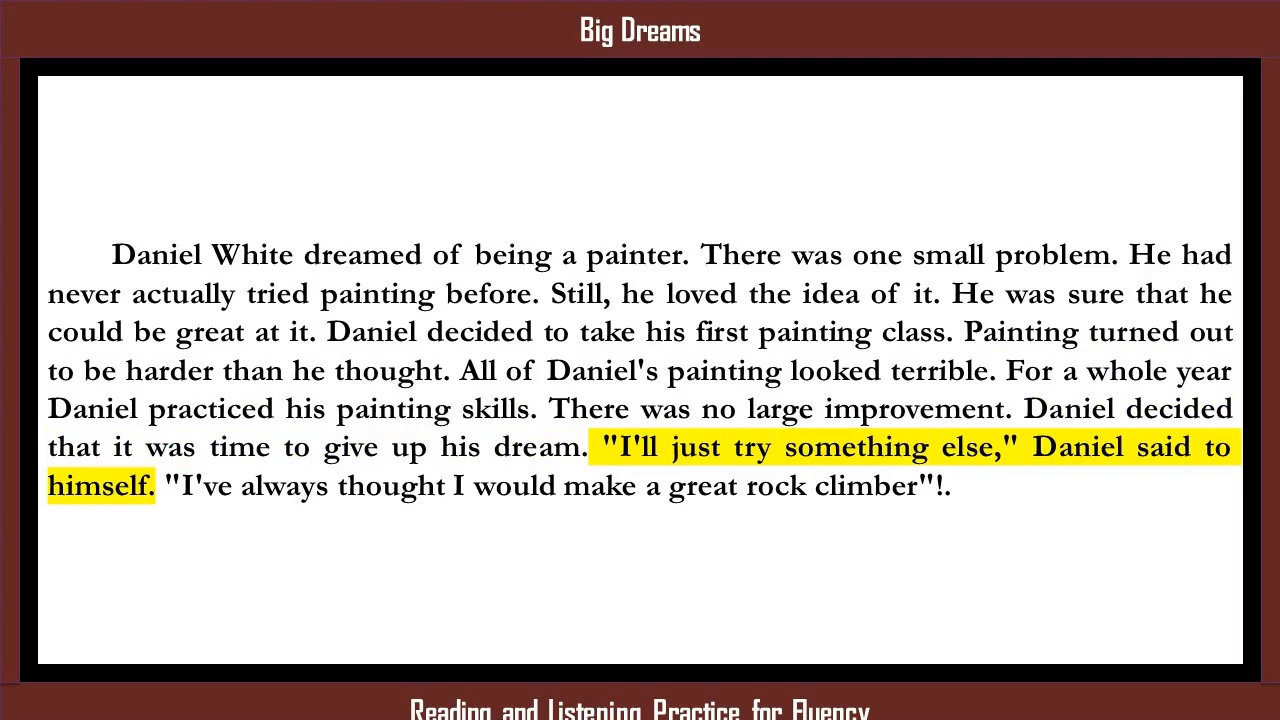 Big Dreams
Daniel White dreamed of being a painter. There was one small problem. He had
never actually tried painting before. Still, he loved the idea of it. He was sure that he
could be great at it. Daniel decided to take his first painting class. Painting turned out
to be harder than he thought. All of Daniel's painting looked terrible. For a whole year
Daniel practiced his painting skills. There was no large improvement. Daniel decided
that it was time to give up his dream. "I'll just try something else," Daniel said to
himself. "I've always thought I would make a great rock climber"!.
Reading and Listening Practice for Fluency